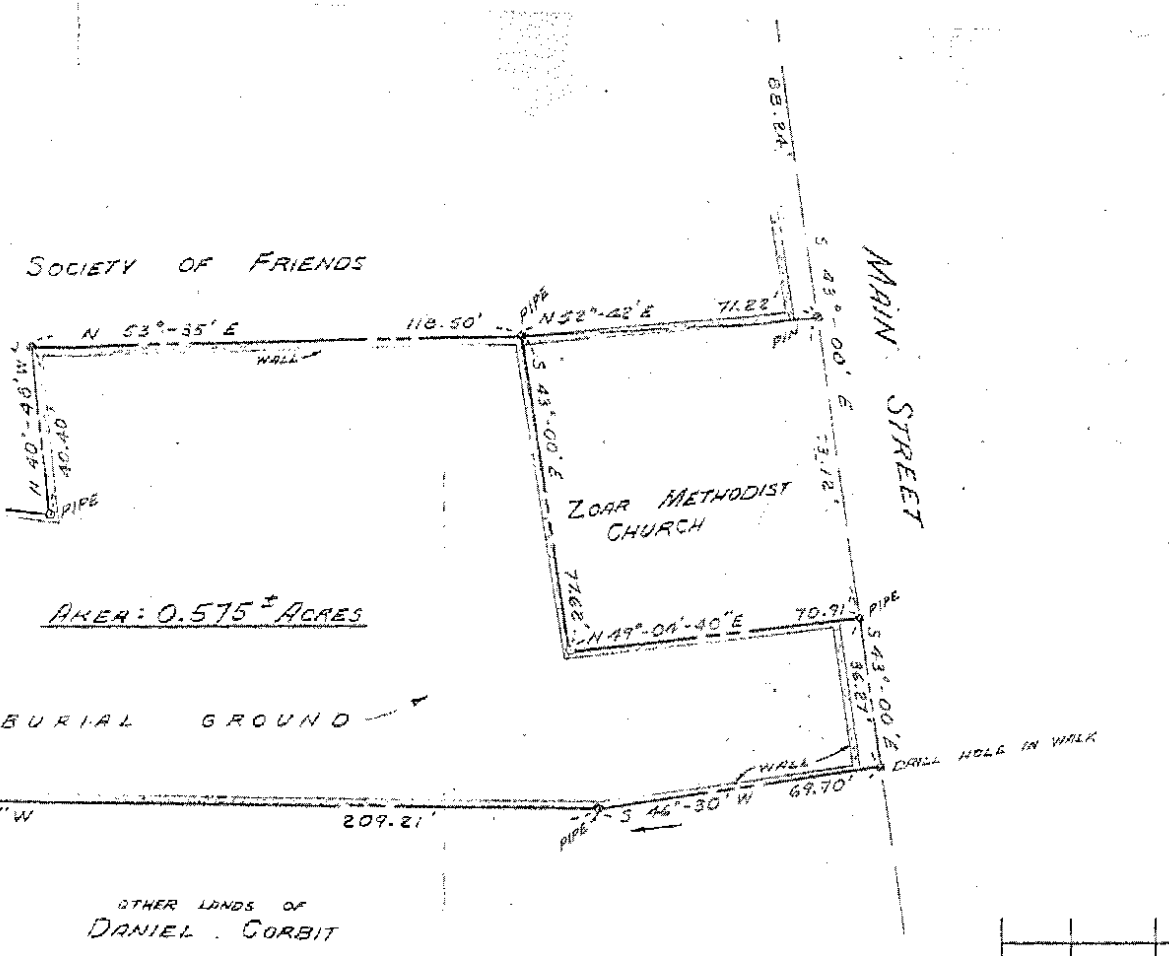 88.24'
SOCIETY OF FRIENDS
N 53°-35' E 118.50'
PIPE
N 52°-42' E 71.22'
PIPE
S 43°-00' E
73.12'
MAIN STREET
WALL
40.40'
PIPE
S 43°-00' E
77.62'
ZOAR METHODIST
CHURCH
AREA: 0.575 ± ACRES
N 49°-04'-40" E 70.91'
PIPE
S 43°-00' E
36.27'
BURIAL GROUND
WALL
DRILL HOLE IN WALK
"W
209.21'
PIPE
S 46°-30' W 69.70'
OTHER LANDS OF
DANIEL . CORBIT